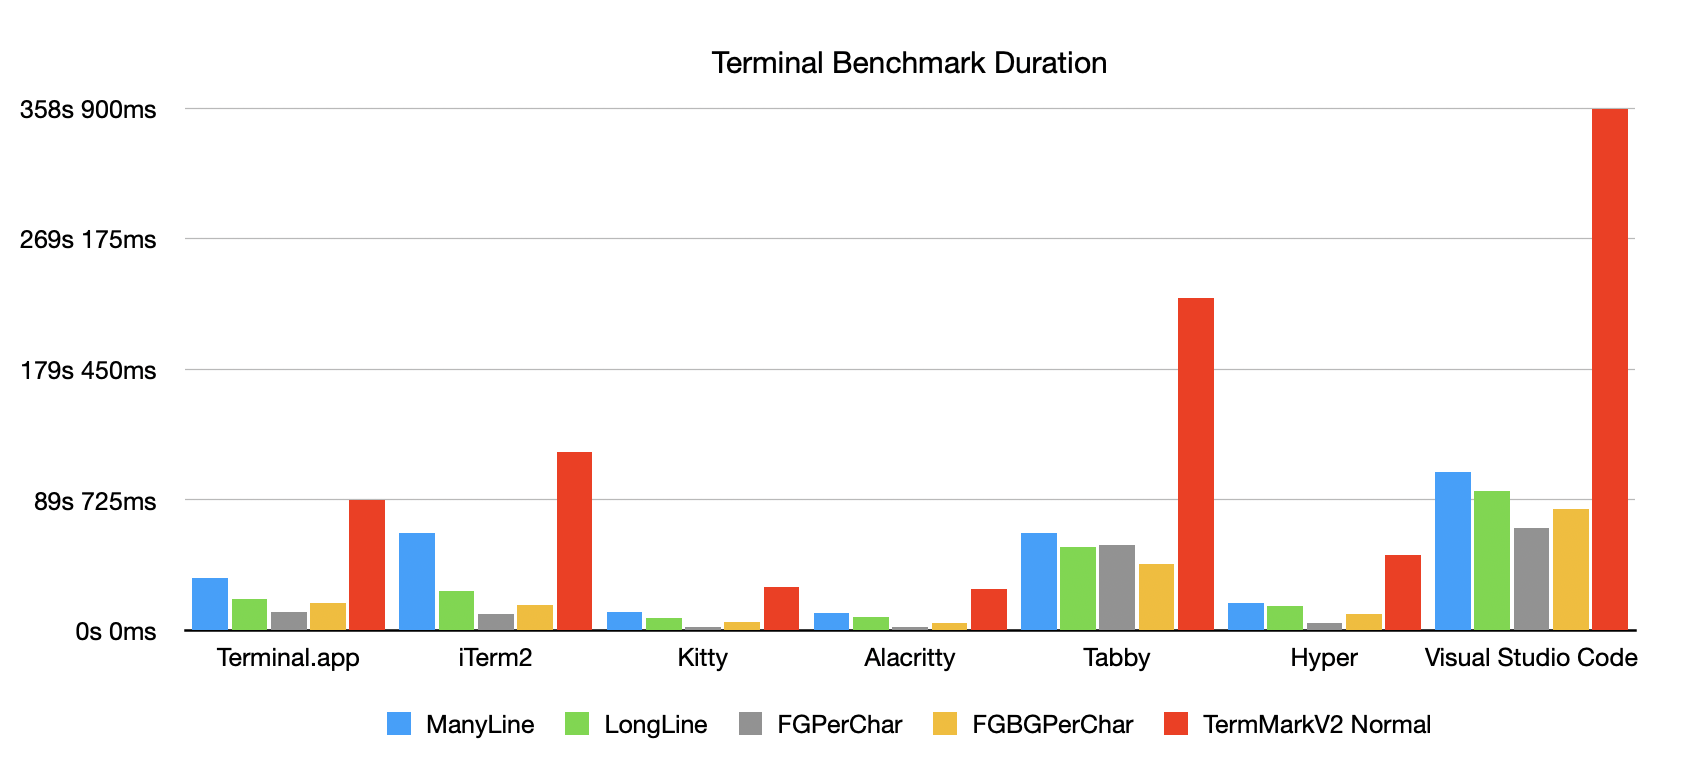 Terminal Benchmark Duration
358s 900ms
269s 175ms
179s 450ms
89s 725ms
0s 0ms
Terminal.app iTerm2 Kitty Alacritty Tabby Hyper Visual Studio Code
ManyLine LongLine FGPerChar FGBGPerChar TermMarkV2 Normal